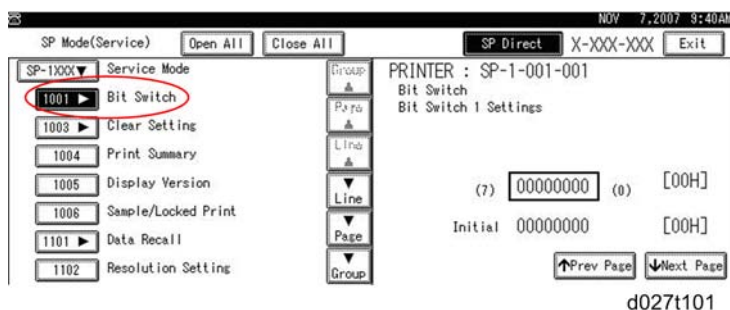 NOV 7,2007 9:40AM
SP Mode(Service) Open All Close All SP Direct X-XXX-XXX Exit
SP-1XXX▼ Service Mode
1001 ▶ Bit Switch
1003 ▶ Clear Setting
1004 Print Summary
1005 Display Version
1006 Sample/Locked Print
1101 ▶ Data Recall
1102 Resolution Setting
Group
Page
Line
Line
Page
Group
PRINTER : SP-1-001-001
Bit Switch
Bit Switch 1 Settings
(7) 00000000 (0) [00H]
Initial 00000000 [00H]
↑Prev Page ↓Next Page
d027t101